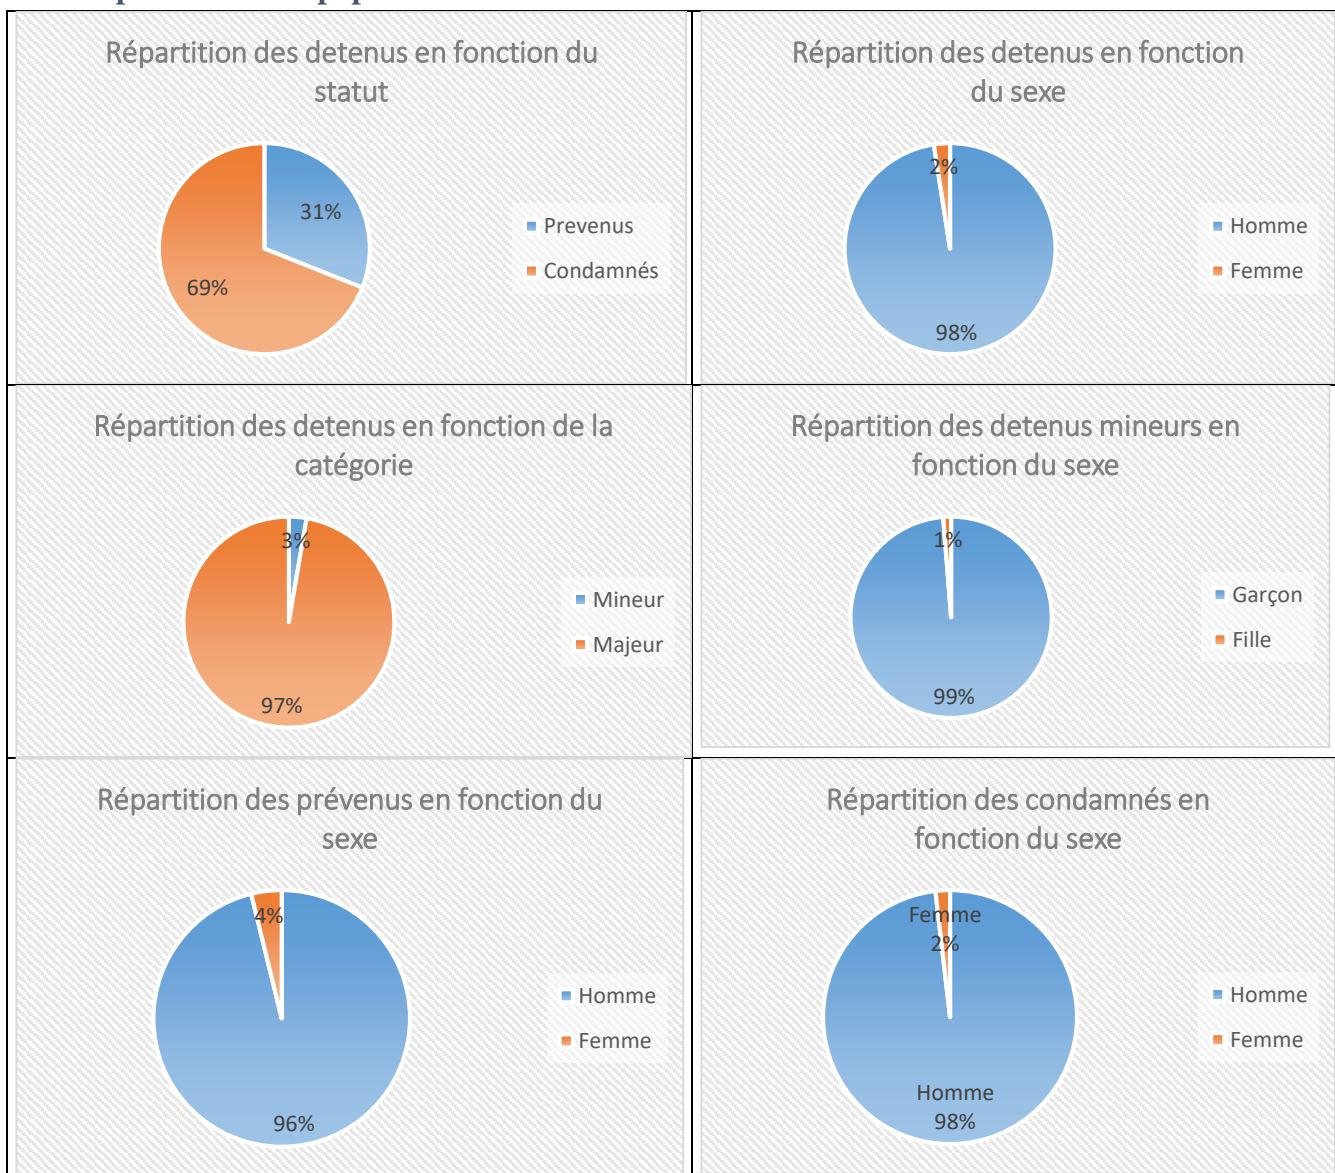 Répartition des detenus en fonction du
statut
31%
69%
Prevenus
Condamnés
Répartition des detenus en fonction
du sexe
2%
98%
Homme
Femme
Répartition des detenus en fonction de la
catégorie
3%
97%
Mineur
Majeur
Répartition des detenus mineurs en
fonction du sexe
1%
99%
Garçon
Fille
Répartition des prévenus en fonction du
sexe
4%
96%
Homme
Femme
Répartition des condamnés en
fonction du sexe
Femme
2%
Homme
98%
Homme
Femme